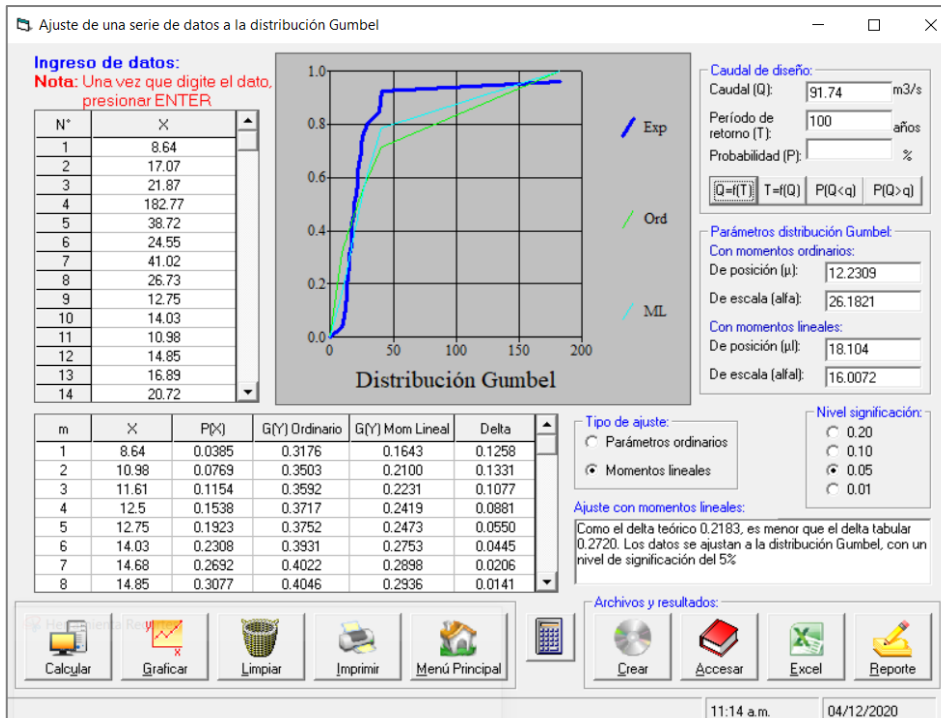 Ajuste de una serie de datos a la distribución Gumbel
Ingreso de datos:
Nota: Una vez que digite el dato,
presionar ENTER
N° X
1 8.64
2 17.07
3 21.87
4 182.77
5 38.72
6 24.55
7 41.02
8 26.73
9 12.75
10 14.03
11 10.98
12 14.85
13 16.89
14 20.72
1.0
0.8
0.6
0.4
0.2
0.0
0 50 100 150 200
Exp
Ord
ML
Distribución Gumbel
Caudal de diseño:
Caudal (Q): 91.74 m3/s
Período de
retorno (T): 100 años
Probabilidad (P): %
Q=f(T) T=f(Q) P(Q<q) P(Q>q)
Parámetros distribución Gumbel:
Con momentos ordinarios:
De posición (µ): 12.2309
De escala (alfa) 26.1821
Con momentos lineales:
De posición (µl): 18.104
De escala (alfal) 16.0072
m X P(X) G(Y) Ordinario G(Y) Mom Lineal Delta
1 8.64 0.0385 0.3176 0.1643 0.1258
2 10.98 0.0769 0.3503 0.2100 0.1331
3 11.61 0.1154 0.3592 0.2231 0.1077
4 12.5 0.1538 0.3717 0.2419 0.0881
5 12.75 0.1923 0.3752 0.2473 0.0550
6 14.03 0.2308 0.3931 0.2753 0.0445
7 14.68 0.2692 0.4022 0.2898 0.0206
8 14.85 0.3077 0.4046 0.2936 0.0141
Tipo de ajuste:
Parámetros ordinarios
Momentos lineales
Nivel significación:
0.20
0.10
0.05
0.01
Ajuste con momentos lineales:
Como el delta teórico 0.2183, es menor que el delta tabular
0.2720. Los datos se ajustan a la distribución Gumbel, con un
nivel de significación del 5%
Herramienta Re
Calcular Graficar Limpiar Imprimir Menú Principal
Archivos y resultados:
Crear Accesar Excel Reporte
11:14 a.m. 04/12/2020